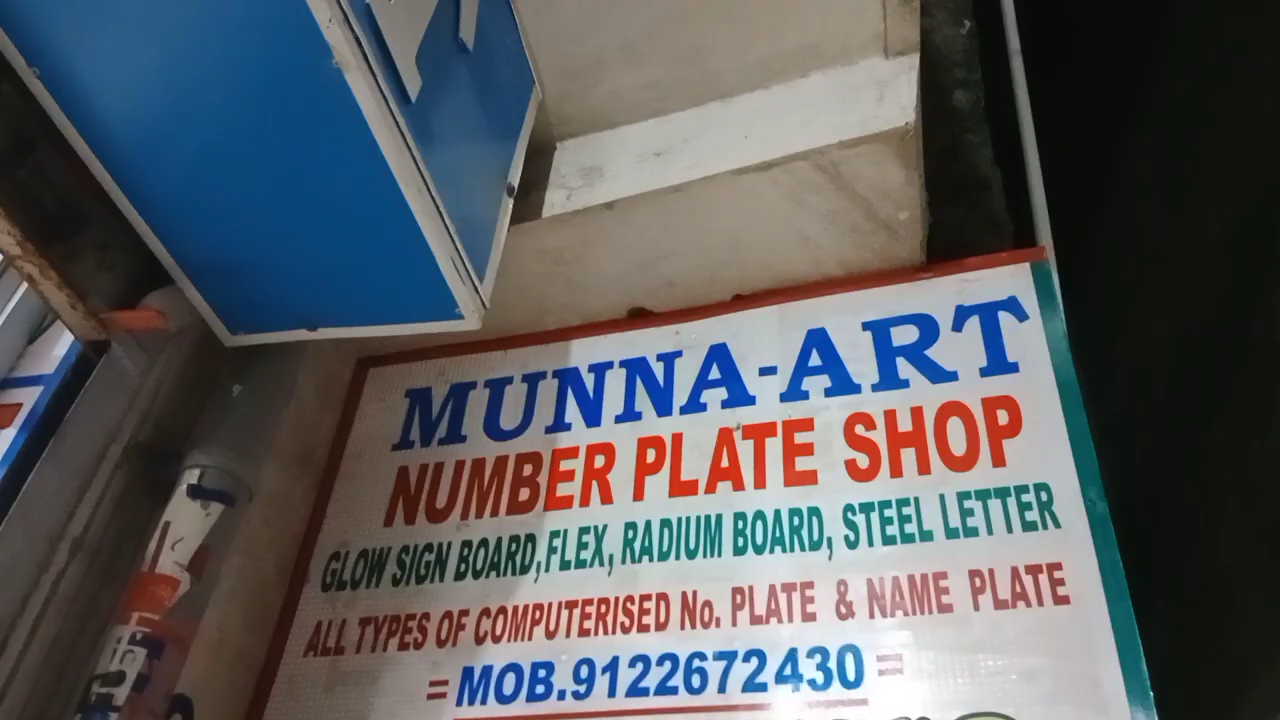 MUNNA-ART
NUMBER PLATE SHOP
GLOW SIGN BOARD, FLEX, RADIUM BOARD, STEEL LETTER
ALL TYPES OF COMPUTERISED No. PLATE & NAME PLATE
= MOB.9122672430 =